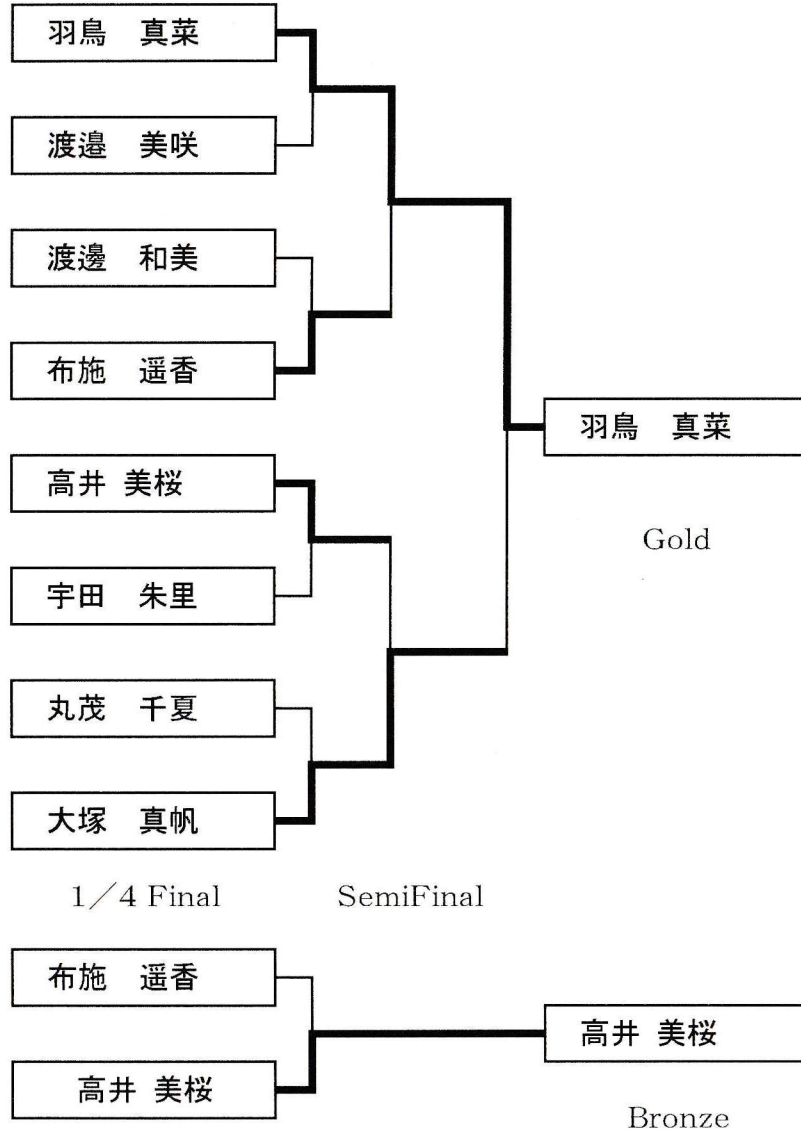 羽鳥　真菜
渡邉　美咲
渡邊　和美
布施　遥香
羽鳥　真菜
高井 美桜
Gold
宇田　朱里
丸茂　千夏
大塚　真帆
1／4 Final
SemiFinal
布施　遥香
高井 美桜
高井 美桜
Bronze